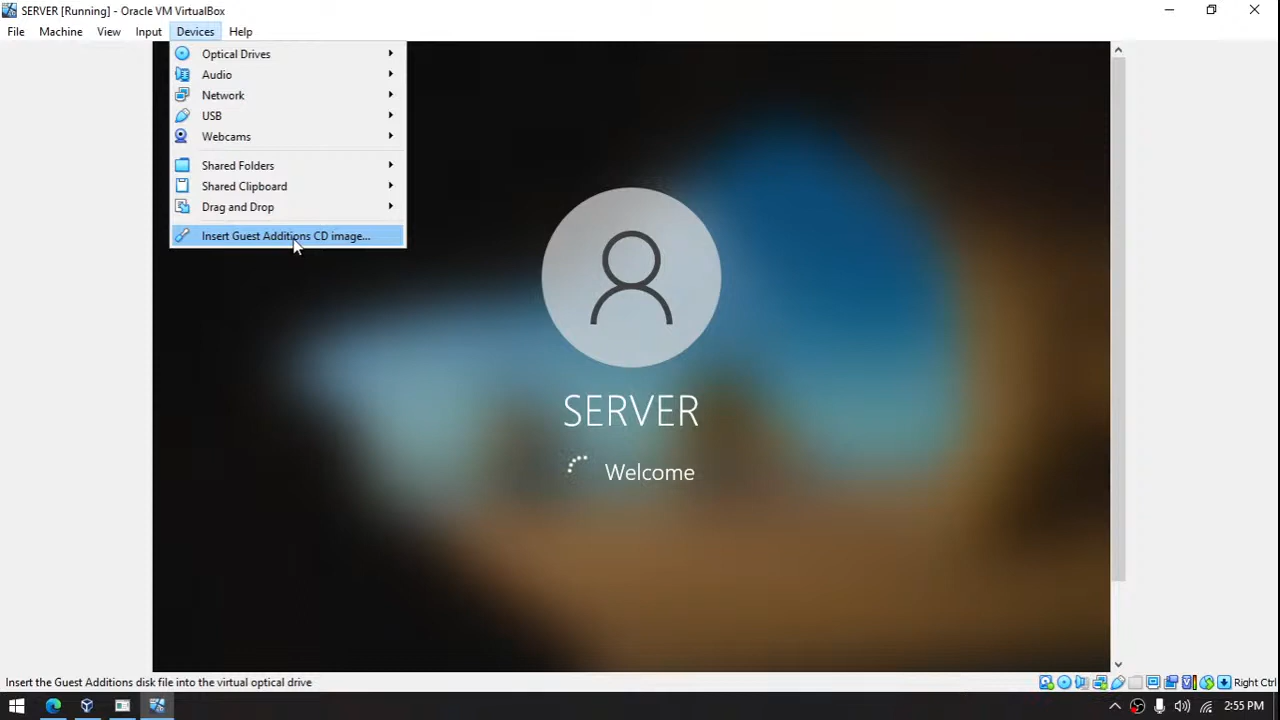 SERVER [Running] - Oracle VM VirtualBox
File Machine View Input Devices Help
Optical Drives
Audio
Network
USB
Webcams
Shared Folders
Shared Clipboard
Drag and Drop
Insert Guest Additions CD image...
SERVER
Welcome
Insert the Guest Additions disk file into the virtual optical drive
Right Ctrl
2:55 PM